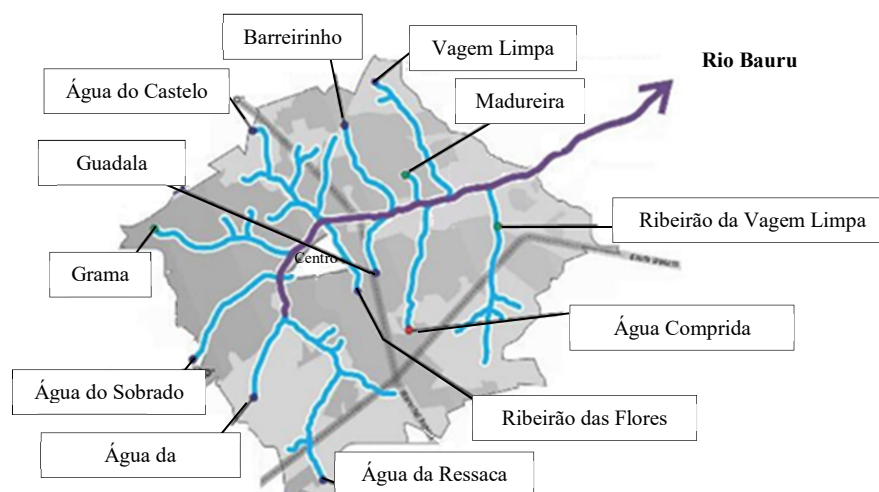 Barreirinho
Vagem Limpa
Rio Bauru
Água do Castelo
Madureira
Guadala
Ribeirão da Vagem Limpa
Centro
Grama
Água Comprida
Água do Sobrado
Ribeirão das Flores
Água da
Água da Ressaca